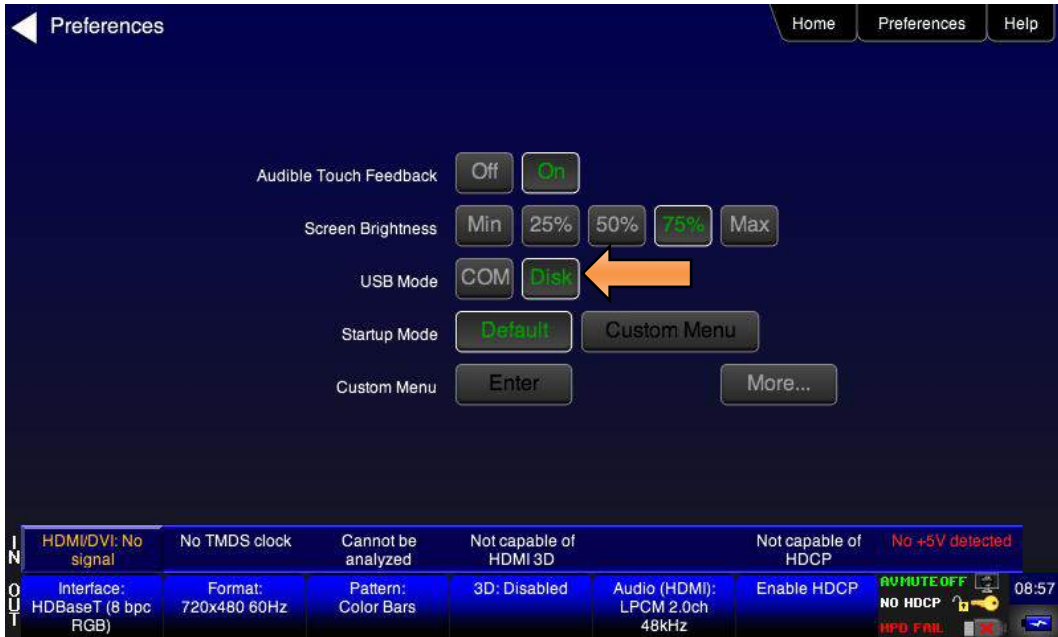 Preferences
Home Preferences Help
Audible Touch Feedback Off On
Screen Brightness Min 25% 50% 75% Max
USB Mode COM Disk
Startup Mode Default Custom Menu
Custom Menu Enter More...
IN
HDMI/DVI: No
signal
No TMDS clock
Cannot be
analyzed
Not capable of
HDMI 3D
Not capable of
HDCP
No +5V detected
OUT
Interface:
HDBaseT (8 bpc
RGB)
Format:
720x480 60Hz
Pattern:
Color Bars
3D: Disabled
Audio (HDMI):
LPCM 2.0ch
48kHz
Enable HDCP
AVMUTE OFF
NO HDCP
HPD FAIL
08:57